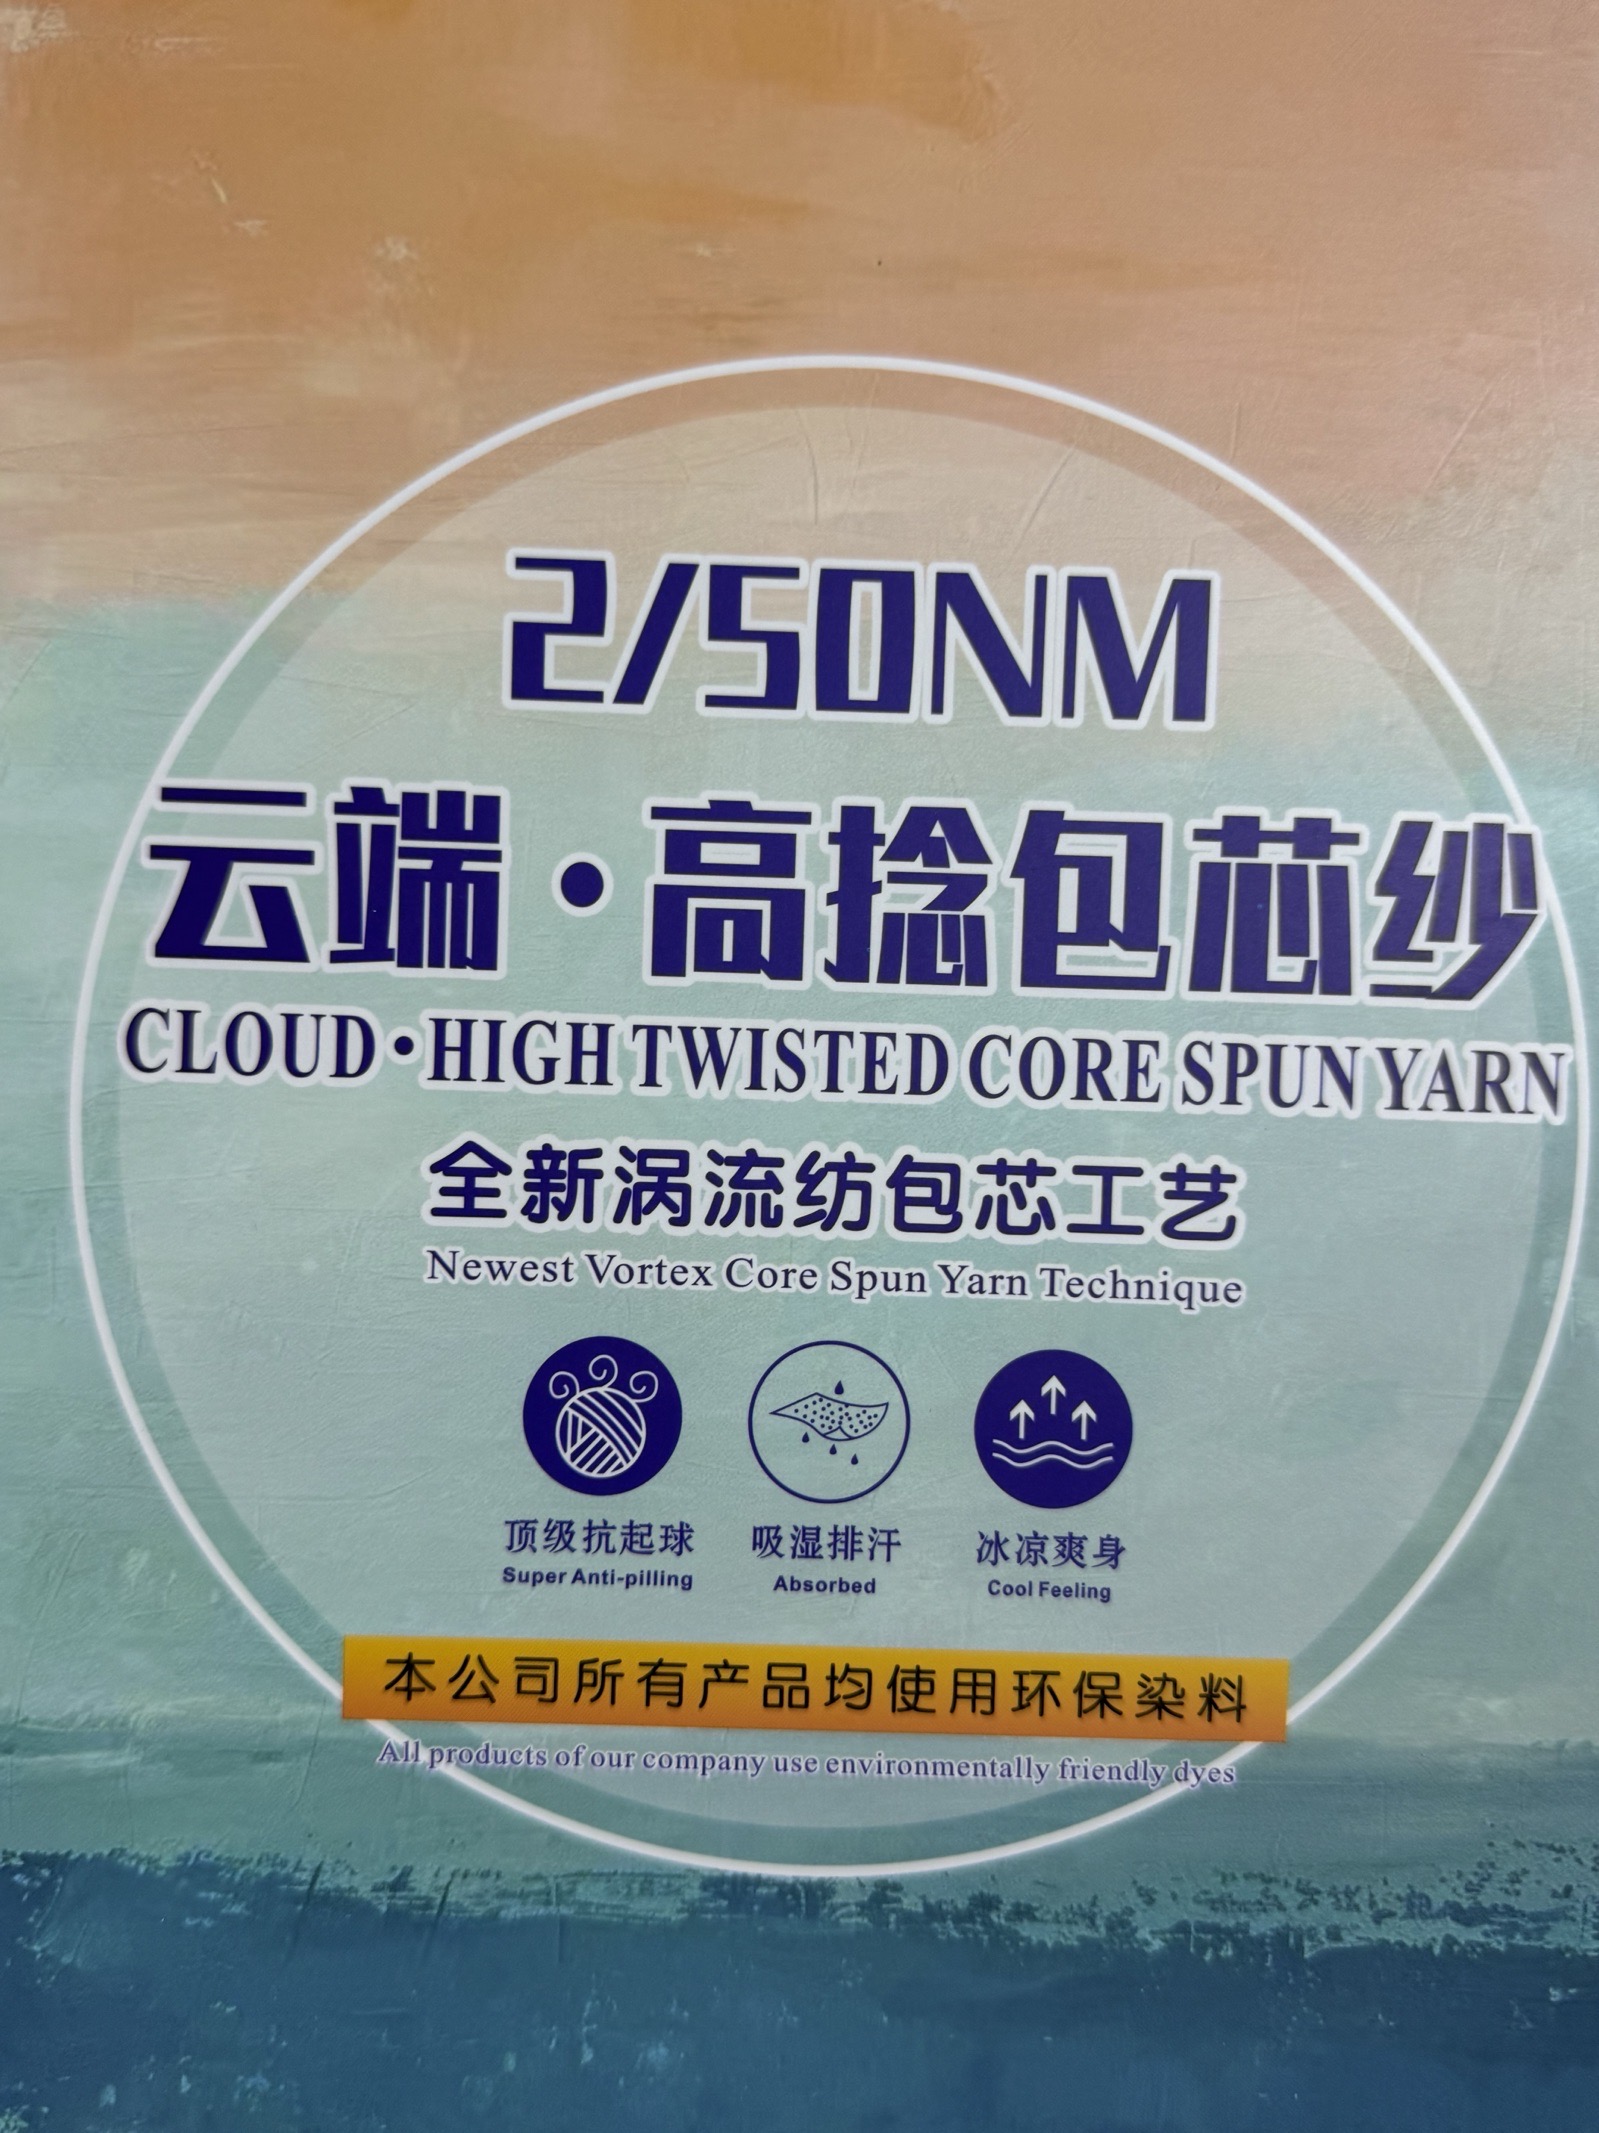 2/50NM
云端·高捻包芯纱
CLOUD·HIGH TWISTED CORE SPUN YARN
全新涡流纺包芯工艺
Newest Vortex Core Spun Yarn Technique
顶级抗起球 吸湿排汗 冰凉爽身
Super Anti-pilling Absorbed Cool Feeling
本公司所有产品均使用环保染料
All products of our company use environmentally friendly dyes